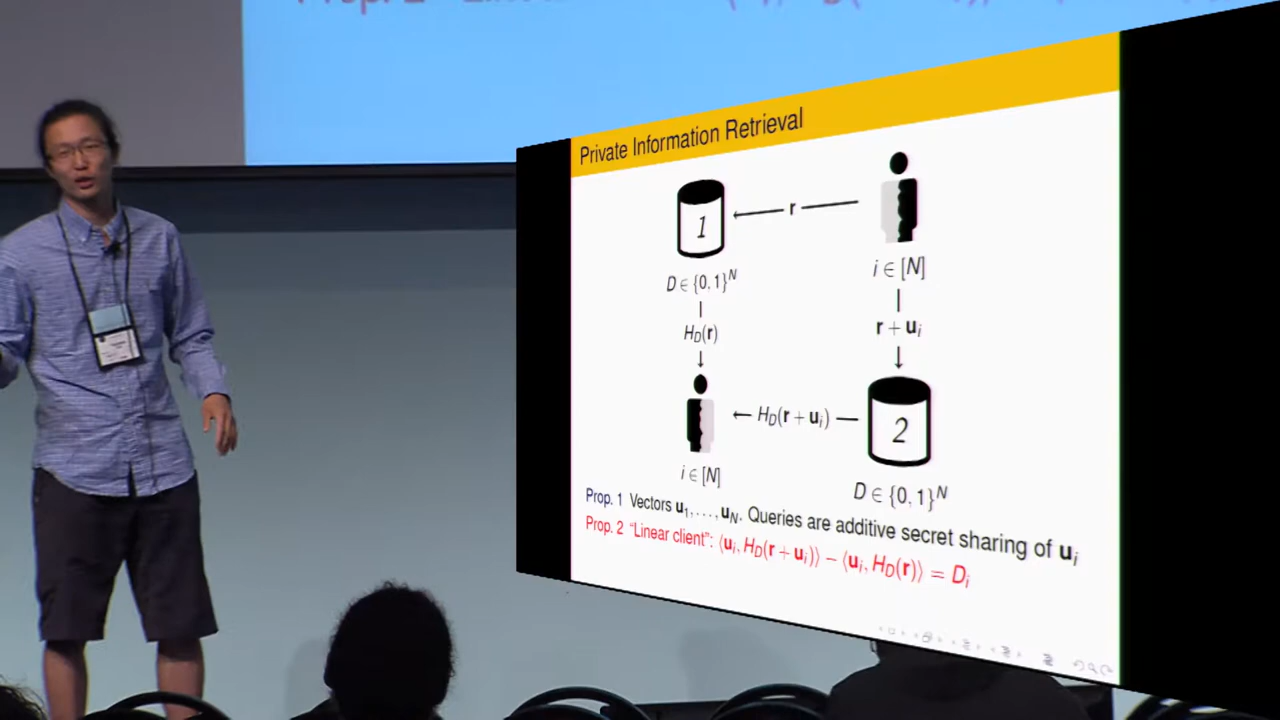 Private Information Retrieval
1
r
D ∈ {0, 1}^N
i ∈ [N]
H_D(r)
r + u_i
H_D(r + u_i)
2
i ∈ [N]
D ∈ {0, 1}^N
Prop. 1 Vectors u_1, . . . , u_N. Queries are additive secret sharing of u_i
Prop. 2 “Linear client”: ⟨u_i, H_D(r + u_i)⟩ − ⟨u_i, H_D(r)⟩ = D_i